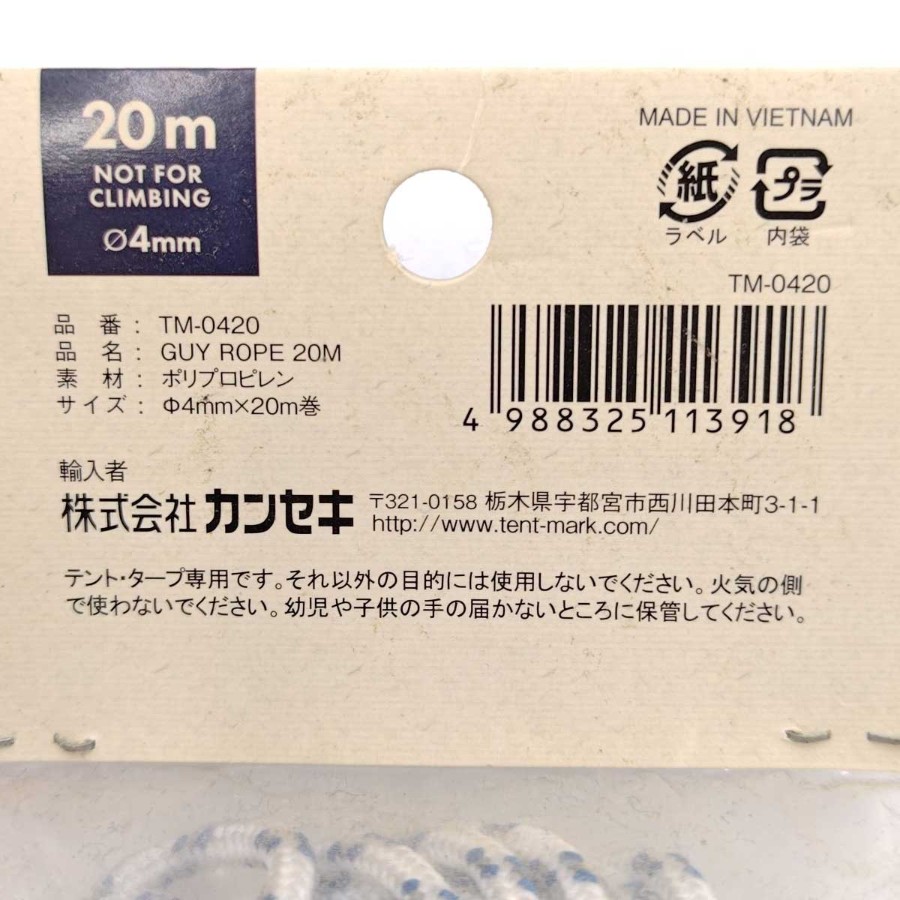 20m
NOT FOR
CLIMBING
Ø4mm
MADE IN VIETNAM
紙 プラ
ラベル 内袋
TM-0420
品 番 : TM-0420
品 名 : GUY ROPE 20M
素 材 : ポリプロピレン
サイズ : Φ4mm×20m巻
4 988325 113918
輸入者
株式会社 カンセキ 〒321-0158 栃木県宇都宮市西川田本町3-1-1
http://www.tent-mark.com/
テント・タープ専用です。それ以外の目的には使用しないでください。火気の側
で使わないでください。幼児や子供の手の届かないところに保管してください。